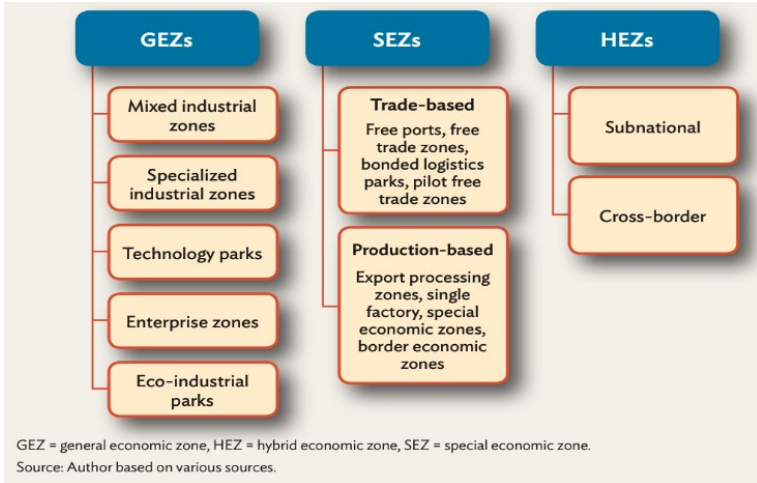 GEZs
Mixed industrial
zones
Specialized
industrial zones
Technology parks
Enterprise zones
Eco-industrial
parks
SEZs
Trade-based
Free ports, free
trade zones,
bonded logistics
parks, pilot free
trade zones
Production-based
Export processing
zones, single
factory, special
economic zones,
border economic
zones
HEZs
Subnational
Cross-border
GEZ = general economic zone, HEZ = hybrid economic zone, SEZ = special economic zone.
Source: Author based on various sources.